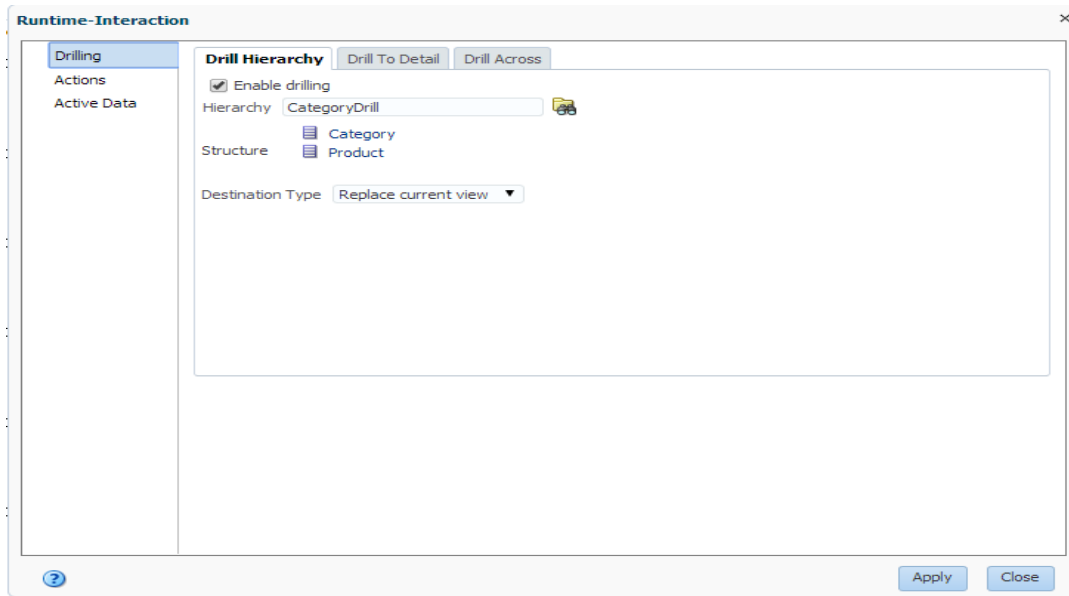 Runtime-Interaction
Drilling
Actions
Active Data
Drill Hierarchy Drill To Detail Drill Across
Enable drilling
Hierarchy CategoryDrill
Category
Structure Product
Destination Type Replace current view
? Apply Close